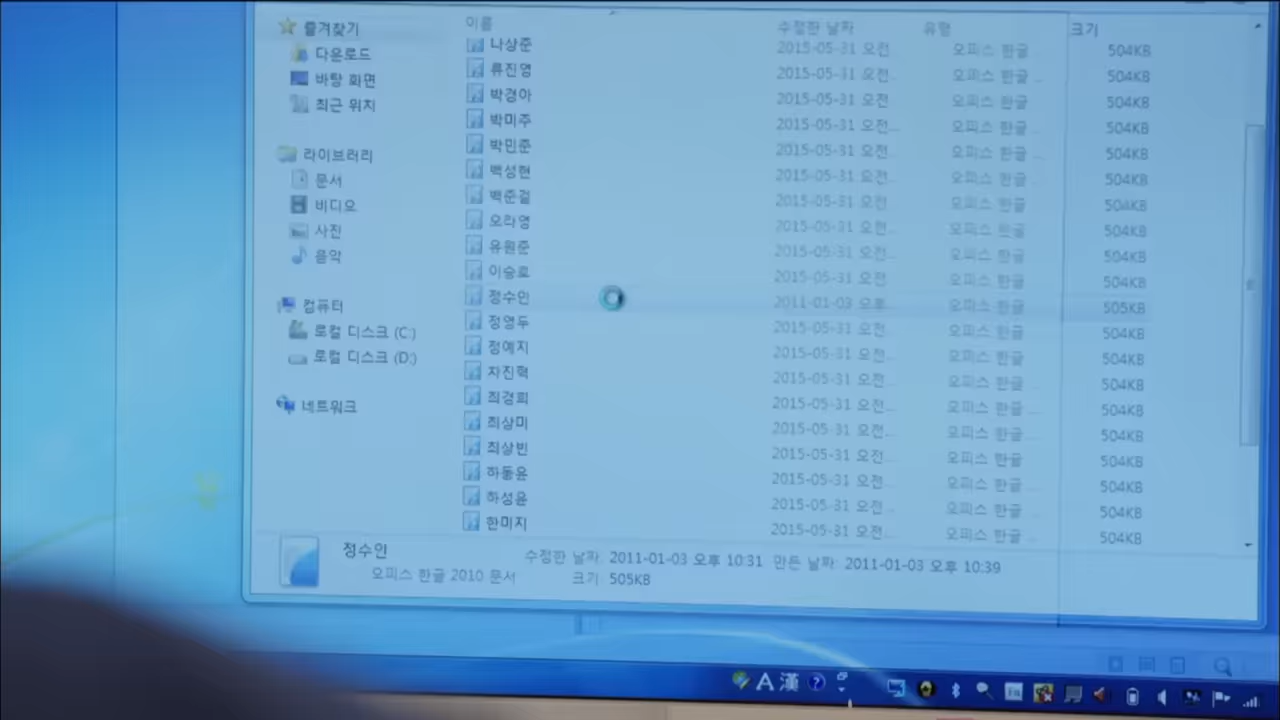 즐겨찾기
다운로드
바탕 화면
최근 위치
라이브러리
문서
비디오
사진
음악
컴퓨터
로컬 디스크 (C:)
로컬 디스크 (D:)
네트워크
이름 수정한 날짜 유형 크기
나상준 2015-05-31 오전... 오피스 한글 ... 504KB
류진영 2015-05-31 오전... 오피스 한글 ... 504KB
박경아 2015-05-31 오전... 오피스 한글 ... 504KB
박미주 2015-05-31 오전... 오피스 한글 ... 504KB
박민준 2015-05-31 오전... 오피스 한글 ... 504KB
백성현 2015-05-31 오전... 오피스 한글 ... 504KB
백준걸 2015-05-31 오전... 오피스 한글 ... 504KB
오라영 2015-05-31 오전... 오피스 한글 ... 504KB
유원준 2015-05-31 오전... 오피스 한글 ... 504KB
이승호 2015-05-31 오전... 오피스 한글 ... 504KB
정수인 2011-01-03 오후... 오피스 한글 ... 505KB
정영두 2015-05-31 오전... 오피스 한글 ... 504KB
정예지 2015-05-31 오전... 오피스 한글 ... 504KB
차진혁 2015-05-31 오전... 오피스 한글 ... 504KB
최경희 2015-05-31 오전... 오피스 한글 ... 504KB
최상미 2015-05-31 오전... 오피스 한글 ... 504KB
최상빈 2015-05-31 오전... 오피스 한글 ... 504KB
하동윤 2015-05-31 오전... 오피스 한글 ... 504KB
하성윤 2015-05-31 오전... 오피스 한글 ... 504KB
한미지 2015-05-31 오전... 오피스 한글 ... 504KB
정수인 수정한 날짜: 2011-01-03 오후 10:31 만든 날짜: 2011-01-03 오후 10:39
오피스 한글 2010 문서 크기: 505KB
A 漢 ?